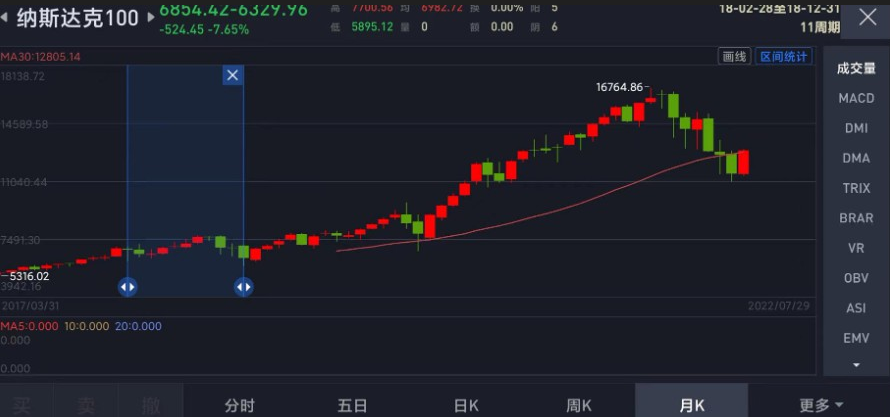 纳斯达克100
6854.42-6329.96
-524.45 -7.65%
高 7700.56 均 6982.72 换 0.00% 阳 5
低 5895.12 量 0 额 0.00 阴 6
18-02-28至18-12-31
11周期
MA30:12805.14
画线
区间统计
18138.72
14589.58
11040.44
7491.30
3942.16
16764.86
5316.02
2017/03/31
2022/07/29
MA5:0.000 10:0.000 20:0.000
0.000
0.000
成交量
MACD
DMI
DMA
TRIX
BRAR
VR
OBV
ASI
EMV
买 卖 撤 分时 五日 日K 周K 月K 更多